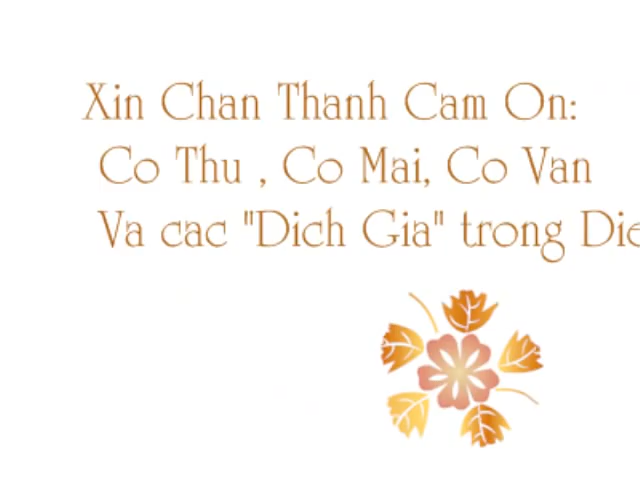 Xin Chan Thanh Cam On:
Co Thu , Co Mai, Co Van
Va cac "Dich Gia" trong